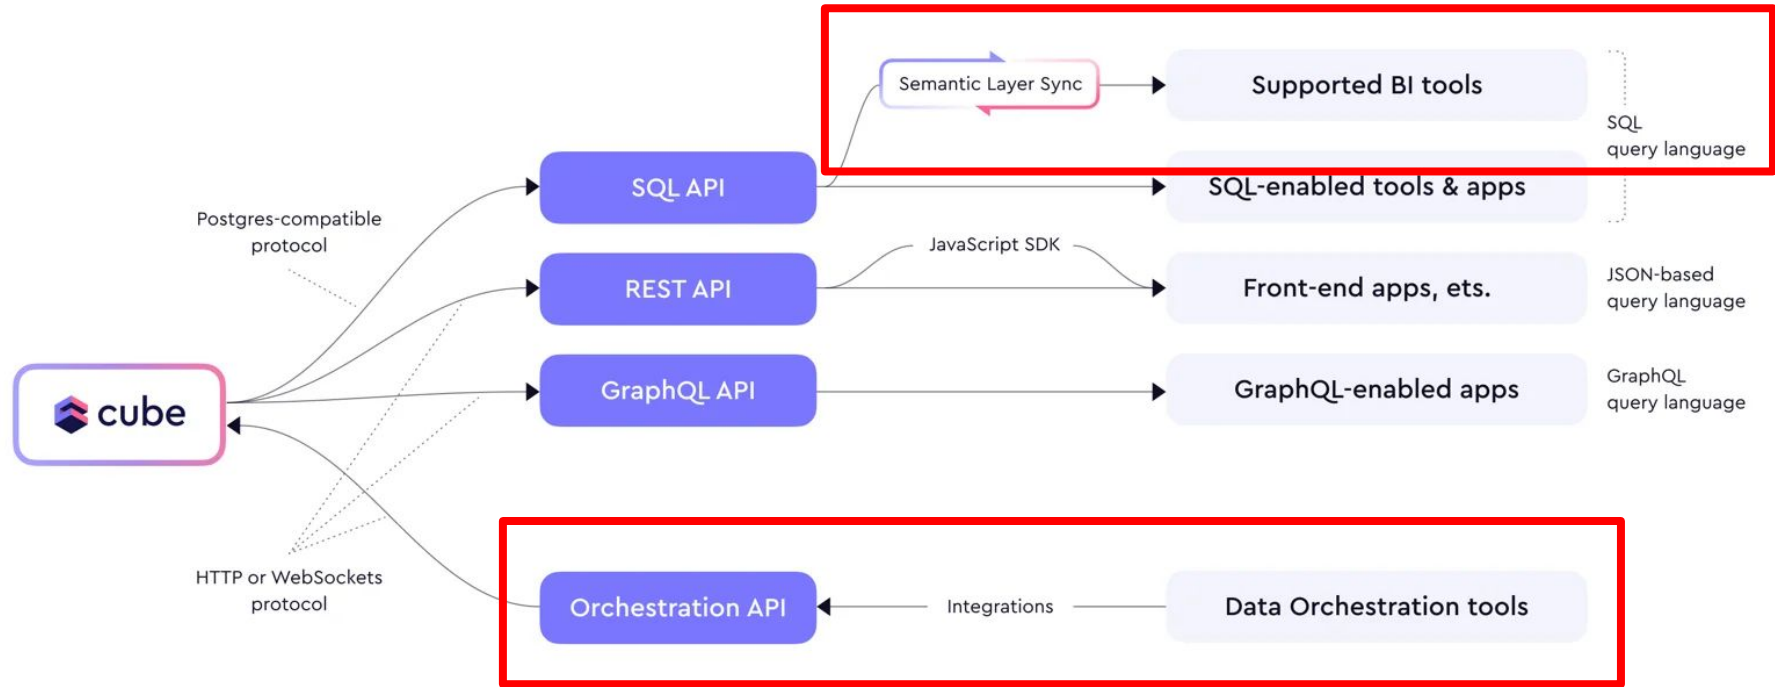 Semantic Layer Sync
Supported BI tools
SQL
query language
SQL API
SQL-enabled tools & apps
Postgres-compatible
protocol
JavaScript SDK
REST API
Front-end apps, ets.
JSON-based
query language
GraphQL API
GraphQL-enabled apps
GraphQL
query language
cube
HTTP or WebSockets
protocol
Orchestration API
Integrations
Data Orchestration tools